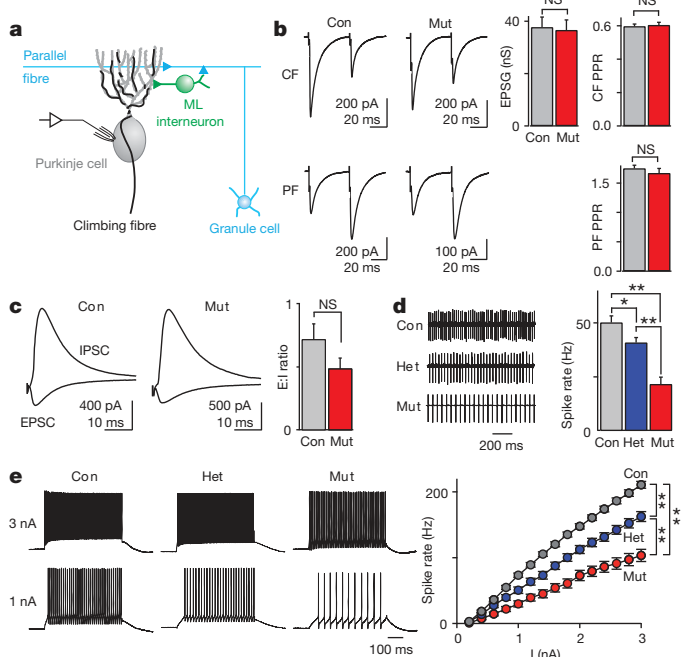 a
Parallel
fibre
ML
interneuron
Purkinje cell
Climbing fibre
Granule cell
b
Con
Mut
CF
200 pA
20 ms
200 pA
20 ms
PF
200 pA
20 ms
100 pA
20 ms
NS
40
EPSG (nS)
0
Con Mut
NS
0.6
CF PPR
0.0
NS
1.5
PF PPR
0.0
c
Con
Mut
IPSC
EPSC
400 pA
10 ms
500 pA
10 ms
1
NS
E:I ratio
0
Con Mut
d
Con
Het
Mut
200 ms
**
*
**
50
Spike rate (Hz)
0
Con Het Mut
e
Con
Het
Mut
3 nA
1 nA
100 ms
200
Spike rate (Hz)
0
Con
Het
Mut
**
**
**
0 1 2 3
I (nA)